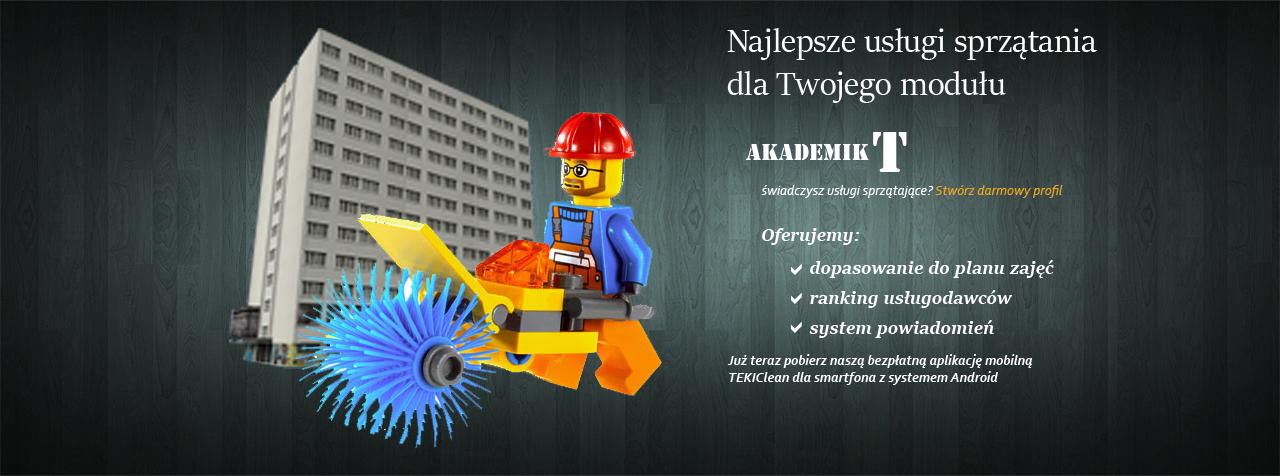 Najlepsze usługi sprzątania
dla Twojego modułu
AKADEMIK T
świadczysz usługi sprzątające? Stwórz darmowy profil
Oferujemy:
dopasowanie do planu zajęć
ranking usługodawców
system powiadomień
Już teraz pobierz naszą bezpłatną aplikację mobilną
TEKIClean dla smartfona z systemem Android